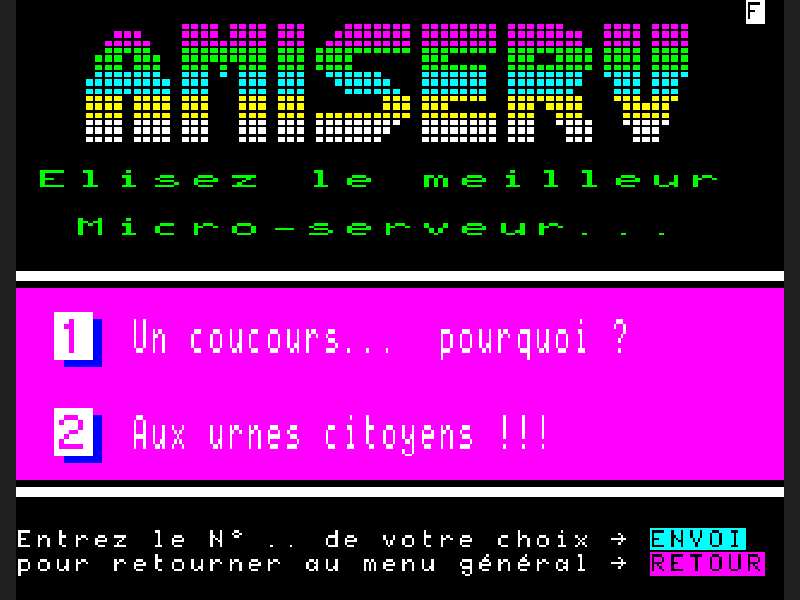 F
AMISERV
Elisez le meilleur
Micro-serveur...
1 Un coucours... pourquoi ?
2 Aux urnes citoyens !!!
Entrez le N° .. de votre choix → ENVOI
pour retourner au menu général → RETOUR